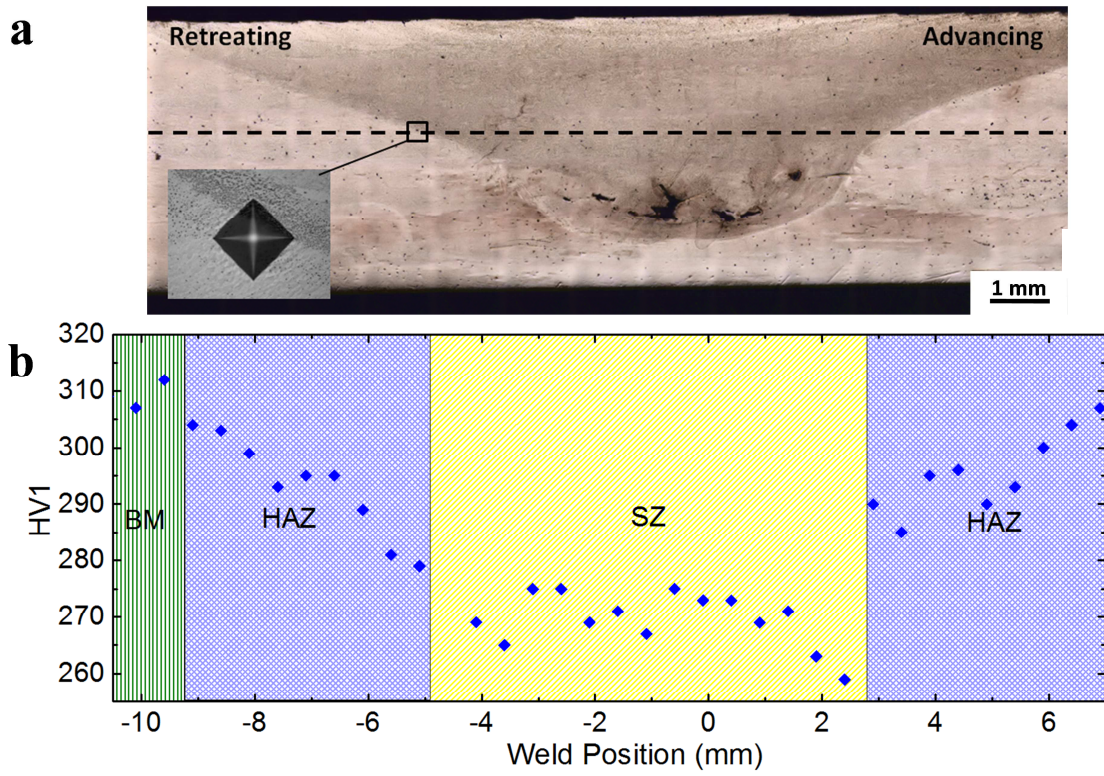 a
Retreating
Advancing
1 mm
b
320
310
300
290
280
270
260
HV1
BM
HAZ
SZ
HAZ
-10
-8
-6
-4
-2
0
2
4
6
Weld Position (mm)